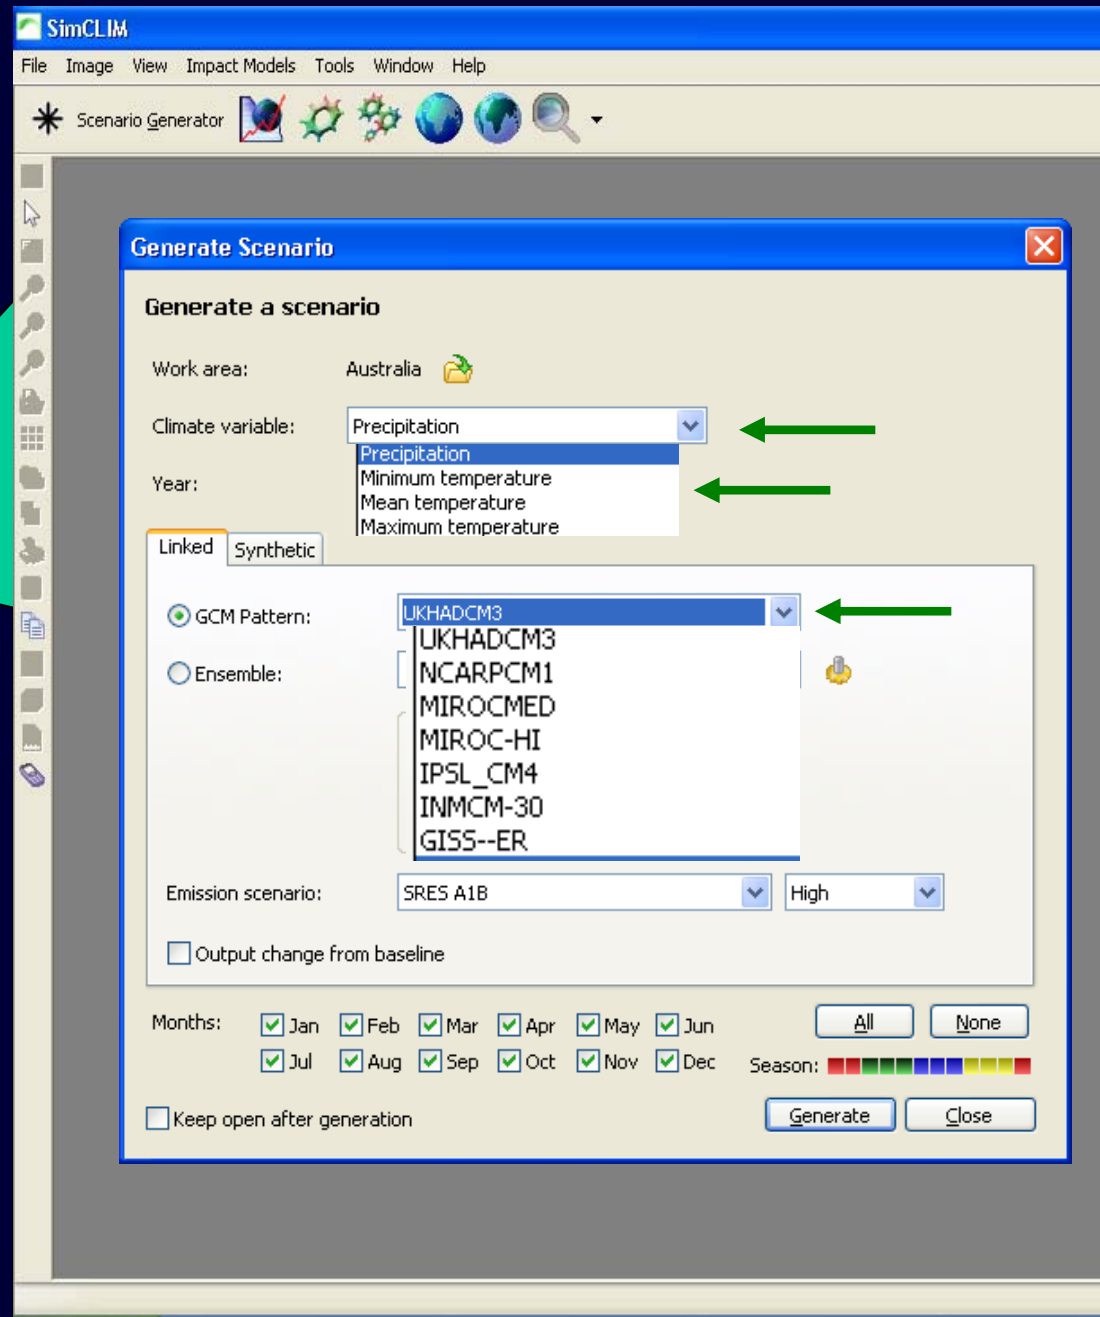 SimCLIM
File Image View Impact Models Tools Window Help
Scenario Generator
Generate Scenario
Generate a scenario
Work area: Australia
Climate variable: Precipitation
Precipitation
Minimum temperature
Year:
Mean temperature
Maximum temperature
Linked Synthetic
GCM Pattern: UKHADCM3
UKHADCM3
Ensemble: NCARPCM1
MIROCMED
MIROC-HI
IPSL_CM4
INMCM-30
GISS--ER
Emission scenario: SRES A1B High
Output change from baseline
Months: Jan Feb Mar Apr May Jun All None
Jul Aug Sep Oct Nov Dec Season:
Keep open after generation Generate Close